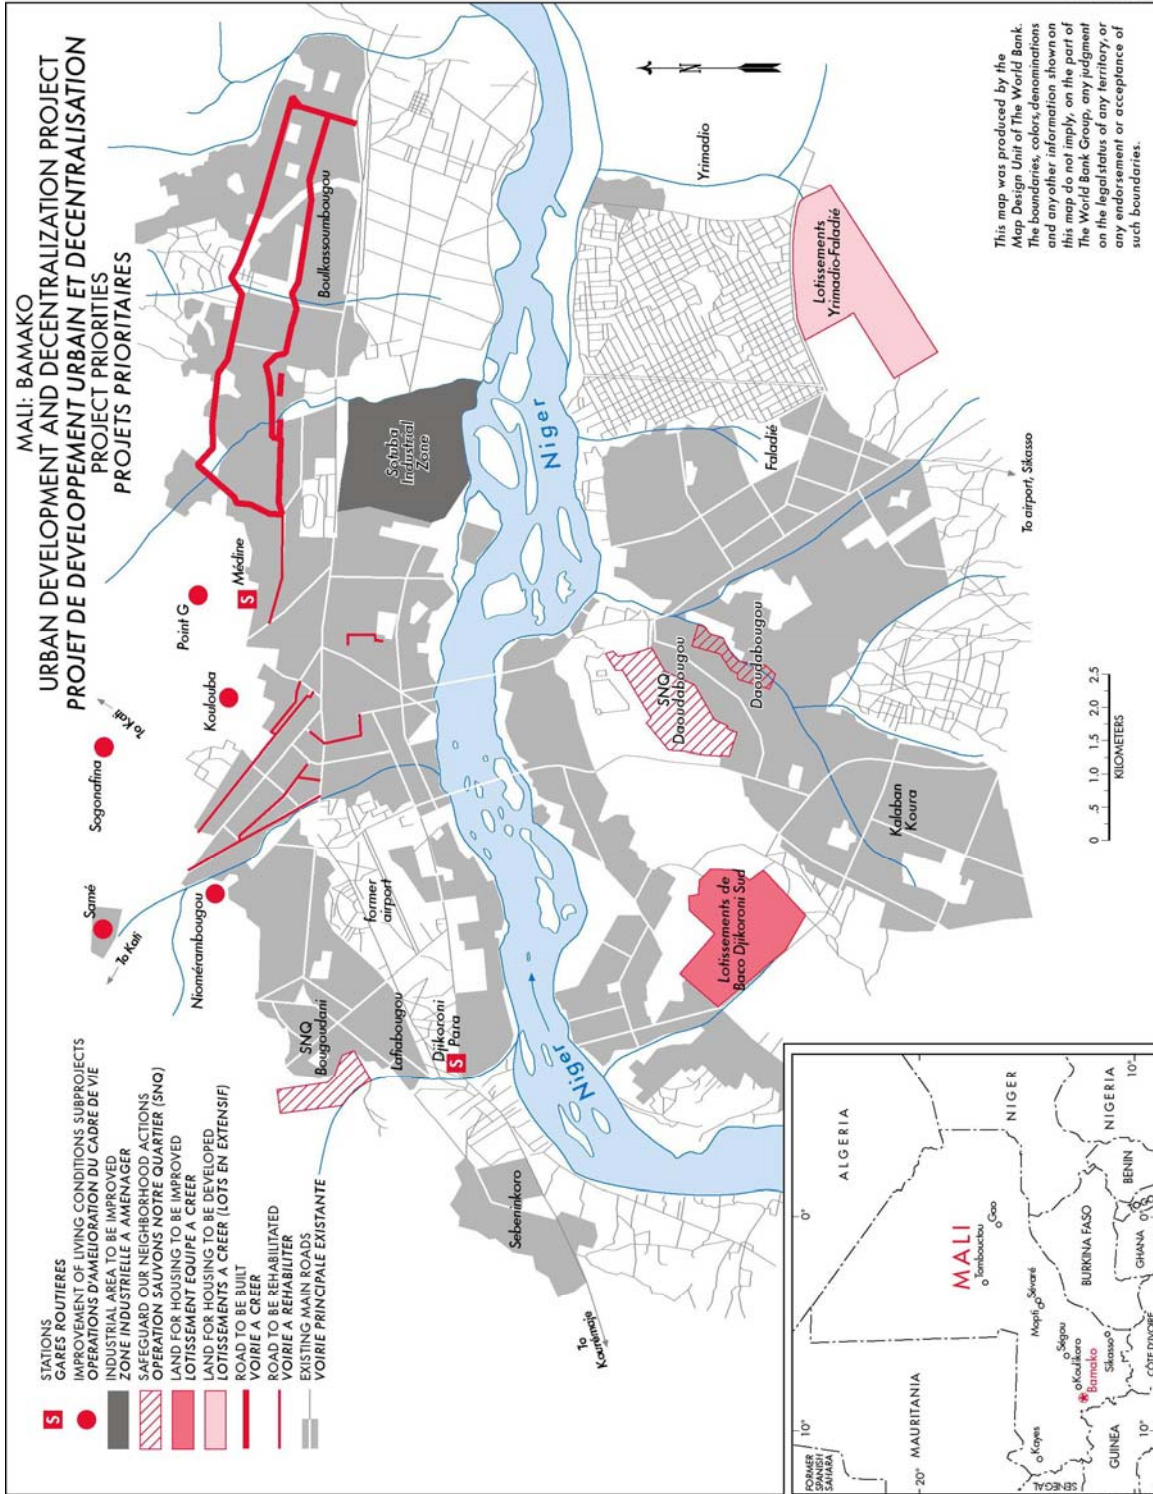 MALI: BAMAKO
URBAN DEVELOPMENT AND DECENTRALIZATION PROJECT
PROJET DE DEVELOPPEMENT URBAIN ET DECENTRALISATION
PROJECT PRIORITIES
PROJETS PRIORITAIRES
S
STATIONS
GARES ROUTIERES
IMPROVEMENT OF LIVING CONDITIONS SUBPROJECTS
OPERATIONS D'AMELIORATION DU CADRE DE VIE
INDUSTRIAL AREA TO BE IMPROVED
ZONE INDUSTRIELLE A AMENAGER
SAFEGUARD OUR NEIGHBORHOOD ACTIONS
OPERATION SAUVONS NOTRE QUARTIER (SNQ)
LAND FOR HOUSING TO BE IMPROVED
LOTISSEMENT EQUIPE A CREER
LAND FOR HOUSING TO BE DEVELOPED
LOTISSEMENTS A CREER (LOTS EN EXTENSIF)
ROAD TO BE BUILT
VOIRIE A CREER
ROAD TO BE REHABILITATED
VOIRIE A REHABILITER
EXISTING MAIN ROADS
VOIRIE PRINCIPALE EXISTANTE
Samé
To Kati
Sogonafina
To Kati
Niomérambougou
Koulouba
Point G
S
Médine
Boulkassoumbougou
SNQ
Bougoudani
former
airport
Lafiabougou
Djikoroni
Para
S
Sotuba
Industrial
Zone
Sebeninkoro
To
Kourémaje
Niger
Niger
N
Yrimadio
Lotissements
Yrimadio-Faladié
Faladié
SNQ
Daoudabougou
Daoudabougou
Lotissements de
Baco Djikoroni Sud
Kalaban
Koura
To airport, Sikasso
0
.5
1.0
1.5
2.0
2.5
KILOMETERS
This map was produced by the
Map Design Unit of The World Bank.
The boundaries, colors, denominations
and any other information shown on
this map do not imply, on the part of
The World Bank Group, any judgment
on the legal status of any territory, or
any endorsement or acceptance of
such boundaries.
FORMER
SPANISH
SAHARA
10°
0°
ALGERIA
20°
MAURITANIA
MALI
Tombouctou
Gao
NIGER
Kayes
Mopti
Sévaré
Ségou
Koulikoro
Bamako
Sikasso
BURKINA FASO
SENEGAL
GUINEA
CÔTE D'IVOIRE
GHANA
TOGO
BENIN
NIGERIA
10°
10°
0°